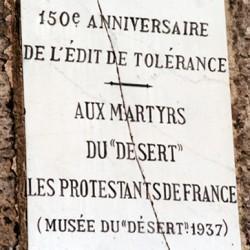 150e ANNIVERSAIRE
DE L'ÉDIT DE TOLÉRANCE
AUX MARTYRS
DU "DÉSERT"
LES PROTESTANTS DE FRANCE
(MUSÉE DU "DÉSERT" 1937)